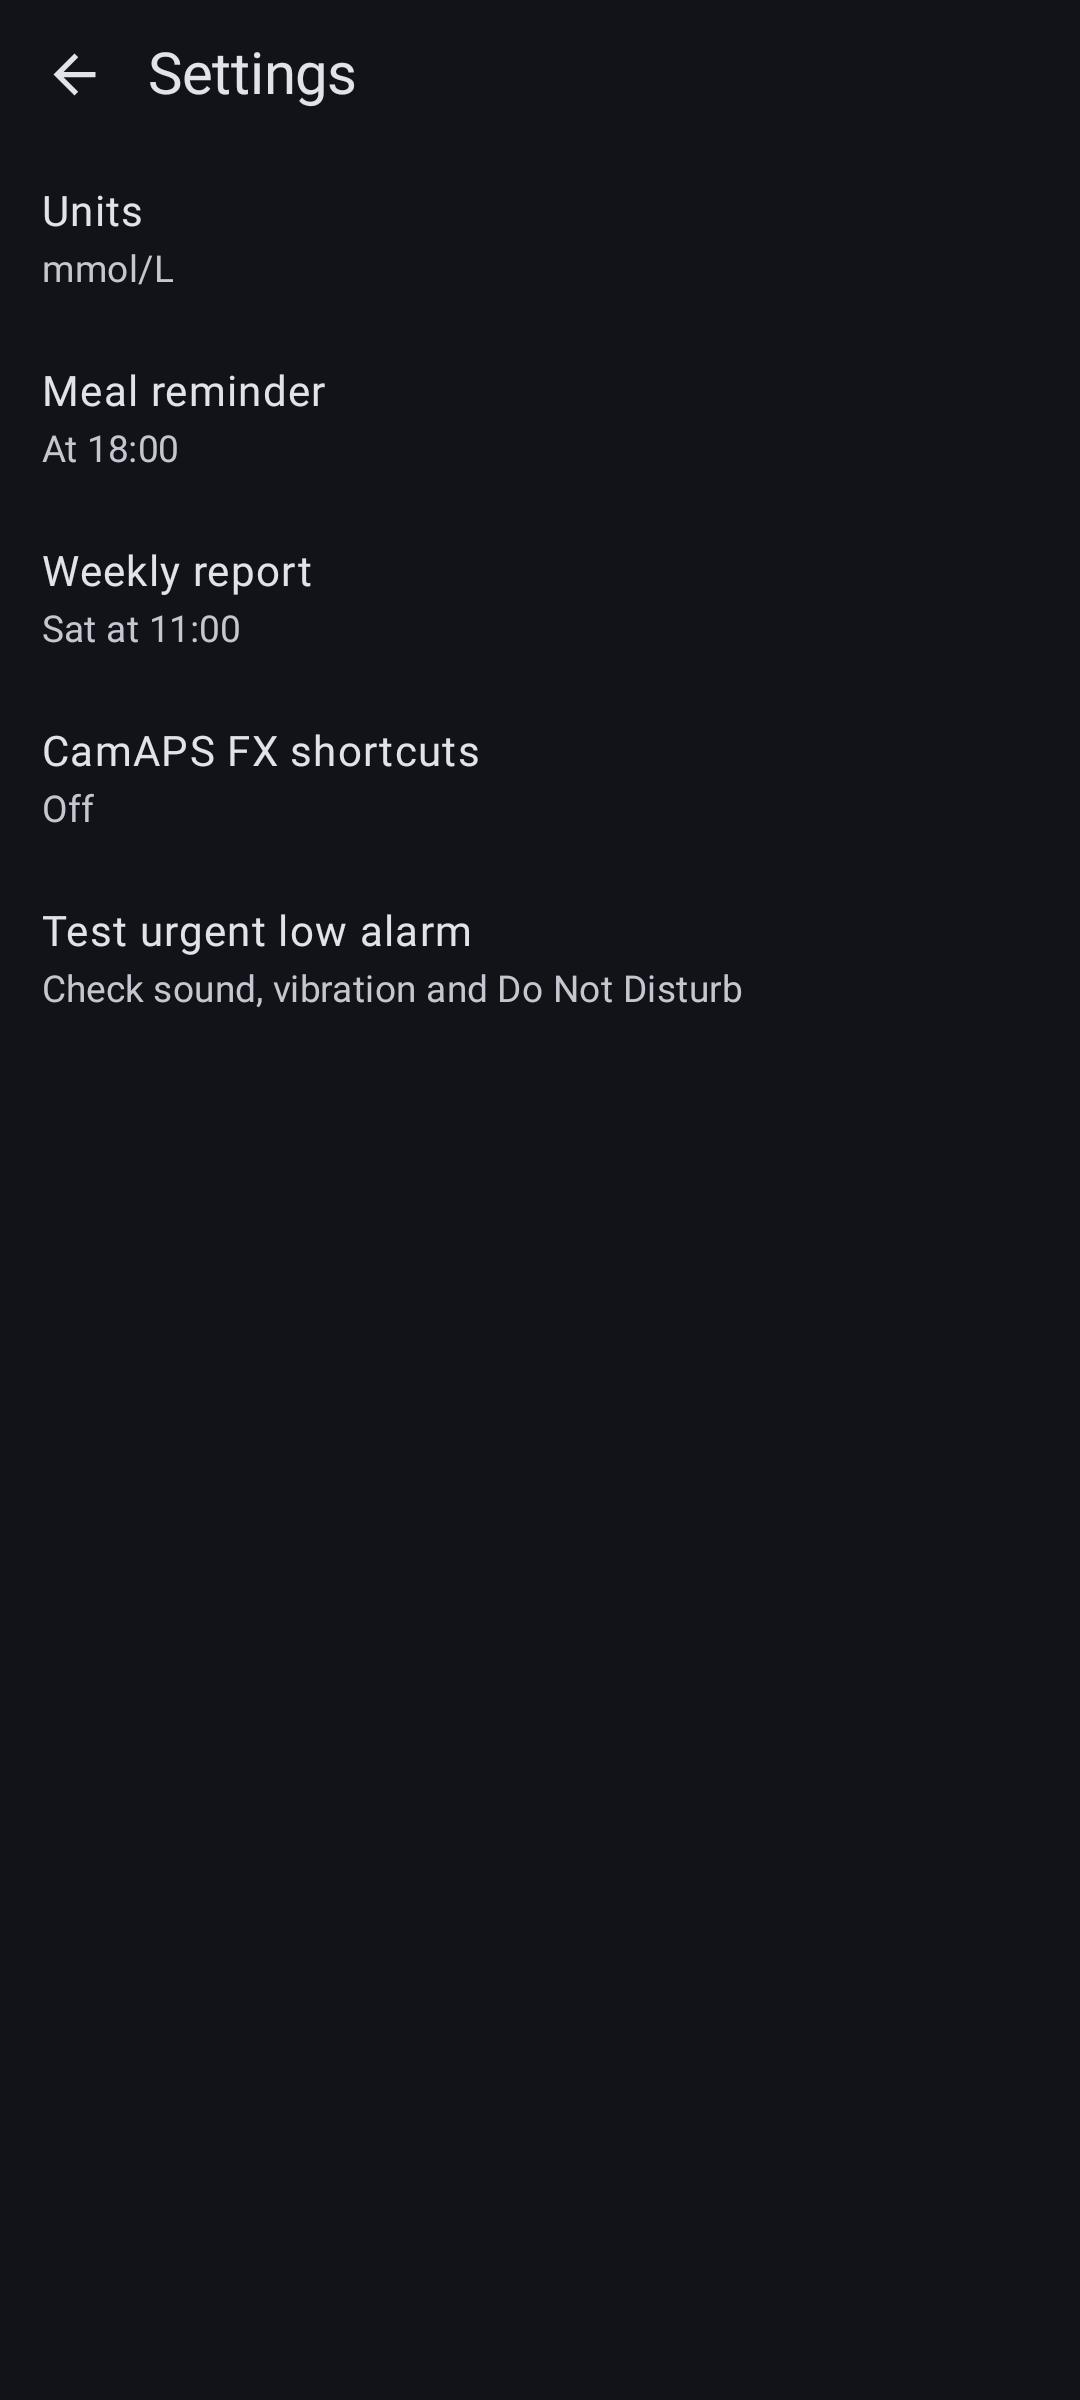 Settings
Units
mmol/L
Meal reminder
At 18:00
Weekly report
Sat at 11:00
CamAPS FX shortcuts
Off
Test urgent low alarm
Check sound, vibration and Do Not Disturb